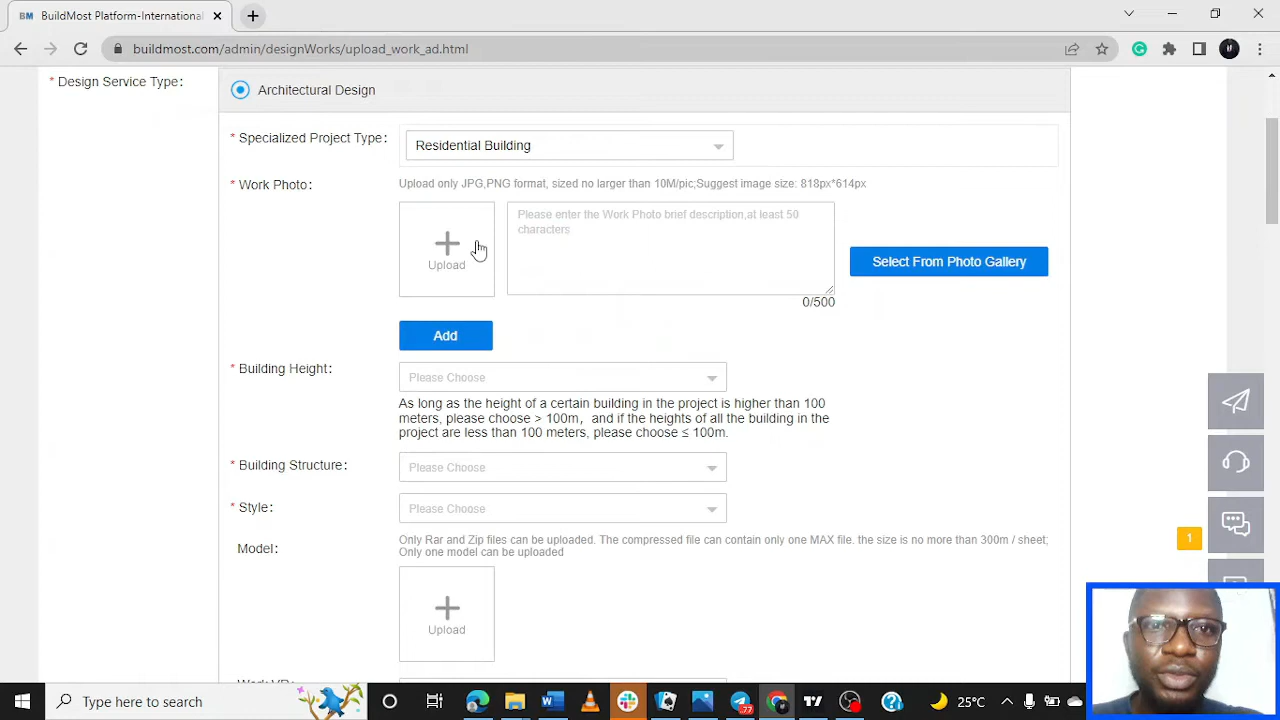 BM BuildMost Platform-International
buildmost.com/admin/designWorks/upload_work_ad.html
* Design Service Type:
Architectural Design
* Specialized Project Type:
Residential Building
* Work Photo:
Upload only JPG,PNG format, sized no larger than 10M/pic;Suggest image size: 818px*614px
Upload
Please enter the Work Photo brief description,at least 50
characters
Select From Photo Gallery
0/500
Add
* Building Height:
Please Choose
As long as the height of a certain building in the project is higher than 100
meters, please choose > 100m, and if the heights of all the building in the
project are less than 100 meters, please choose ≤ 100m.
* Building Structure:
Please Choose
* Style:
Please Choose
Model:
Only Rar and Zip files can be uploaded. The compressed file can contain only one MAX file. the size is no more than 300m / sheet;
Only one model can be uploaded
1
Upload
Type here to search
77
25°C